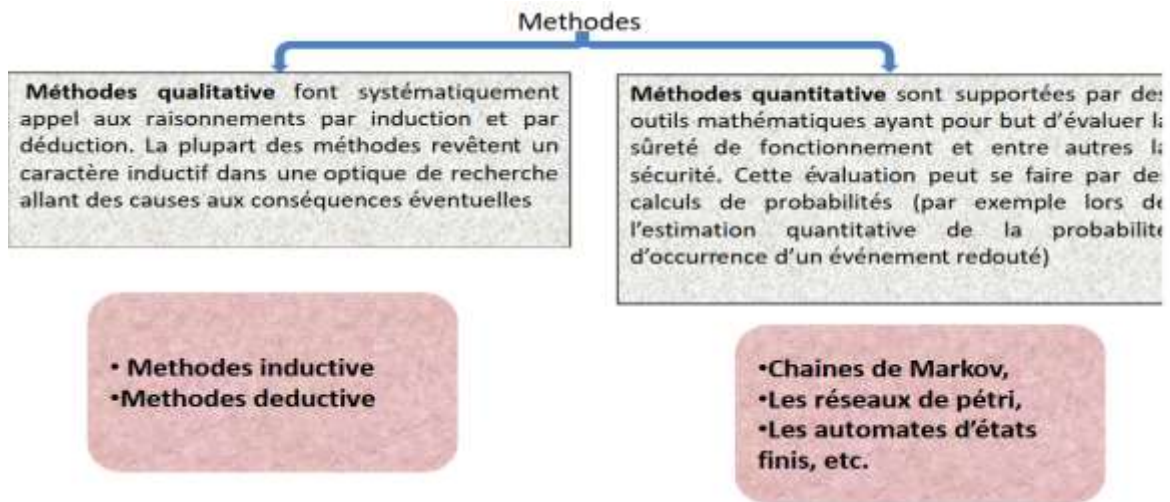 Methodes
Méthodes qualitative font systématiquement
appel aux raisonnements par induction et par
déduction. La plupart des méthodes revêtent un
caractère inductif dans une optique de recherche
allant des causes aux conséquences éventuelles
Méthodes quantitative sont supportées par des
outils mathématiques ayant pour but d’évaluer la
sûreté de fonctionnement et entre autres la
sécurité. Cette évaluation peut se faire par des
calculs de probabilités (par exemple lors de
l’estimation quantitative de la probabilité
d’occurrence d’un événement redouté)
• Methodes inductive
•Methodes deductive
•Chaines de Markov,
•Les réseaux de pétri,
•Les automates d’états
finis, etc.